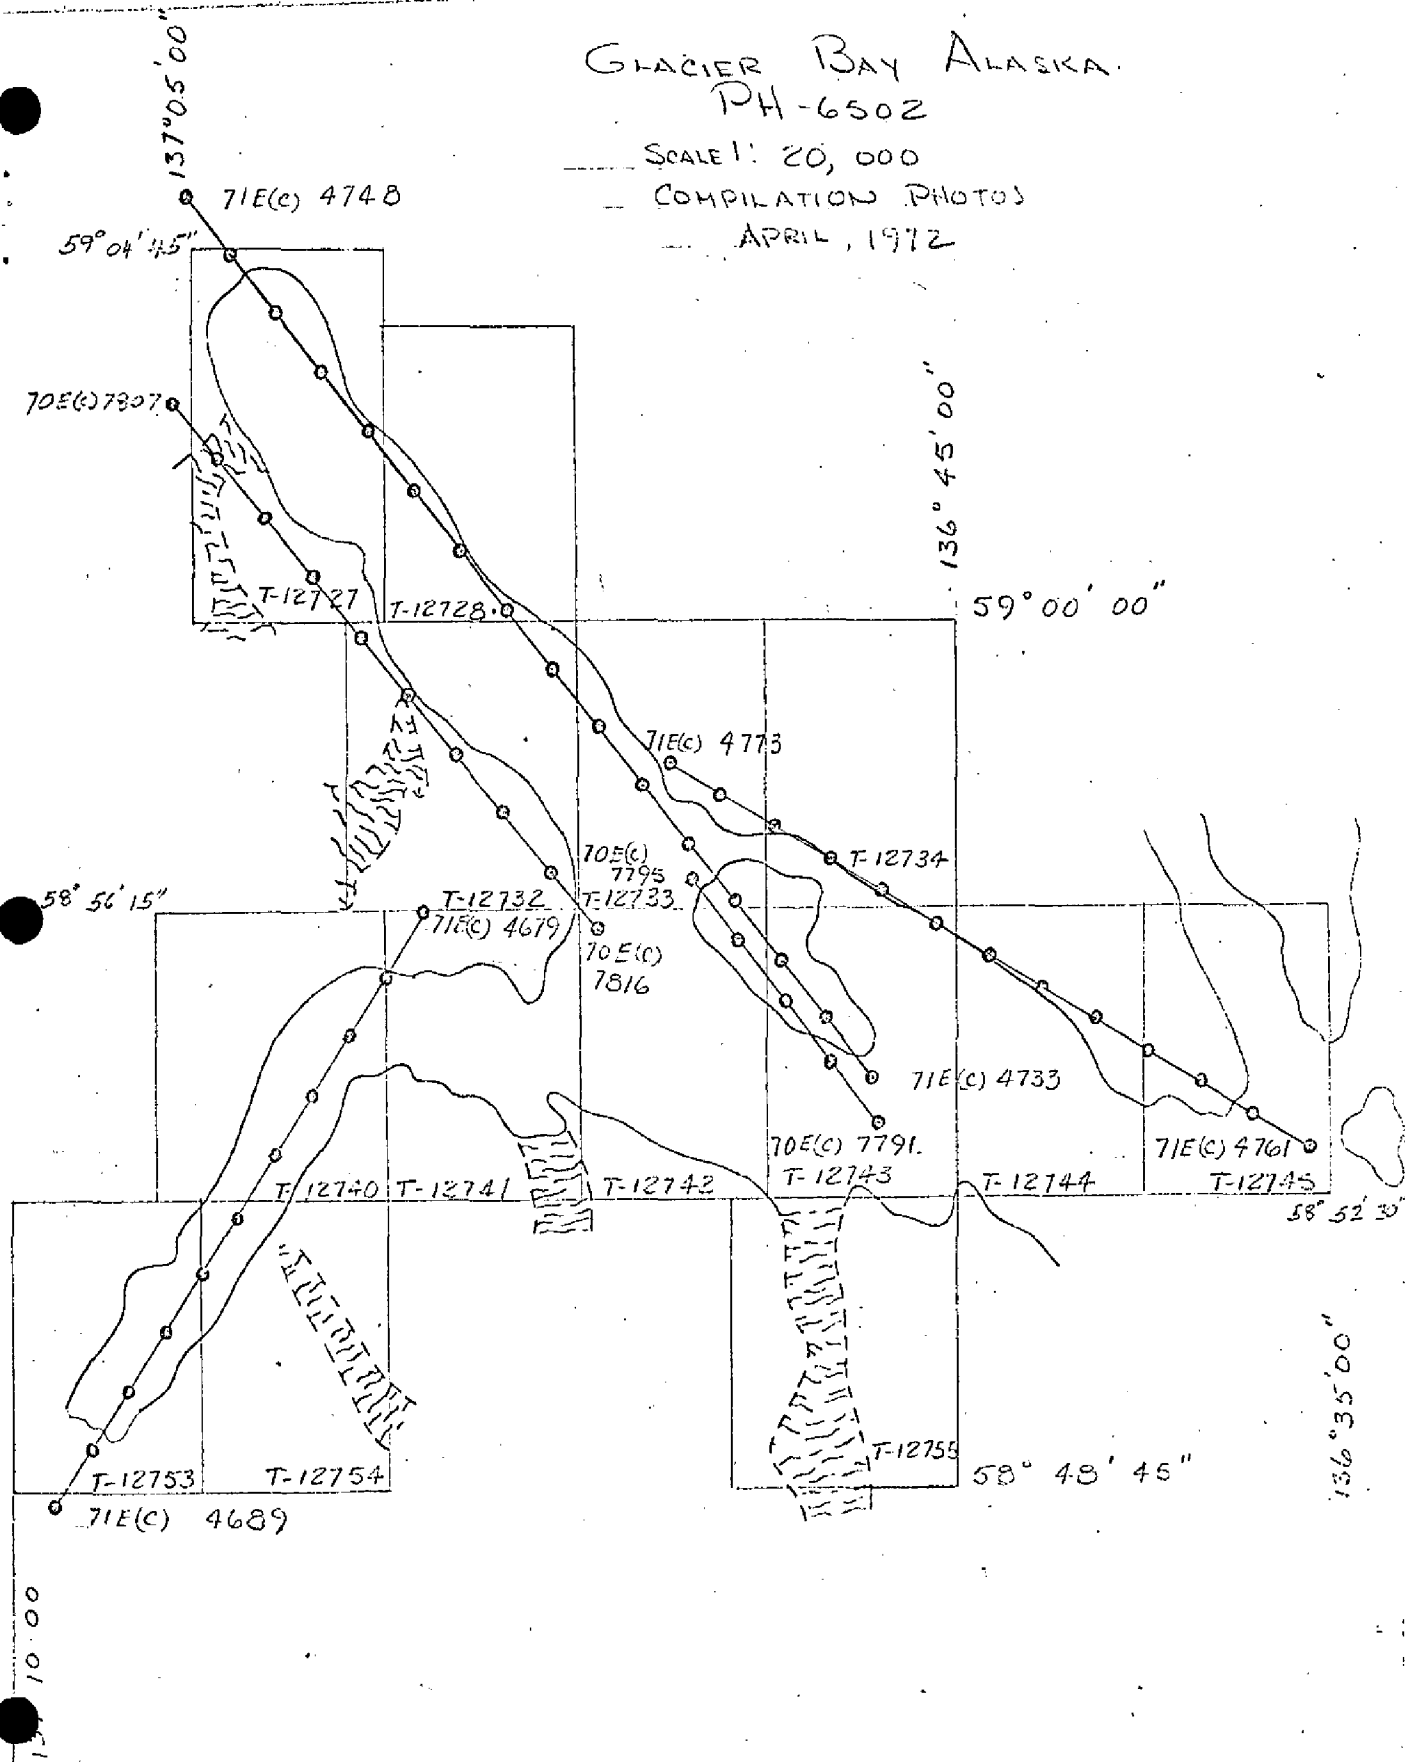 GLACIER BAY ALASKA.
PH-6502
SCALE 1: 20,000
COMPILATION PHOTOS
APRIL, 1972
137°05'00"
71E(C) 4748
59°04'45"
70E(C) 7807
136°45'00"
T-12727
T-12728
59°00'00"
71E(C) 4773
70E(C)
7795
T-12734
58°56'15"
T-12732
T-12733
71E(C) 4679
70E(C)
7816
71E(C) 4733
70E(C) 7791.
71E(C) 4761
T-12740
T-12741
T-12742
T-12743
T-12744
T-12745
58°52'30"
136°35'00"
T-12753
T-12754
T-12755
58°48'45"
71E(C) 4689
10 00